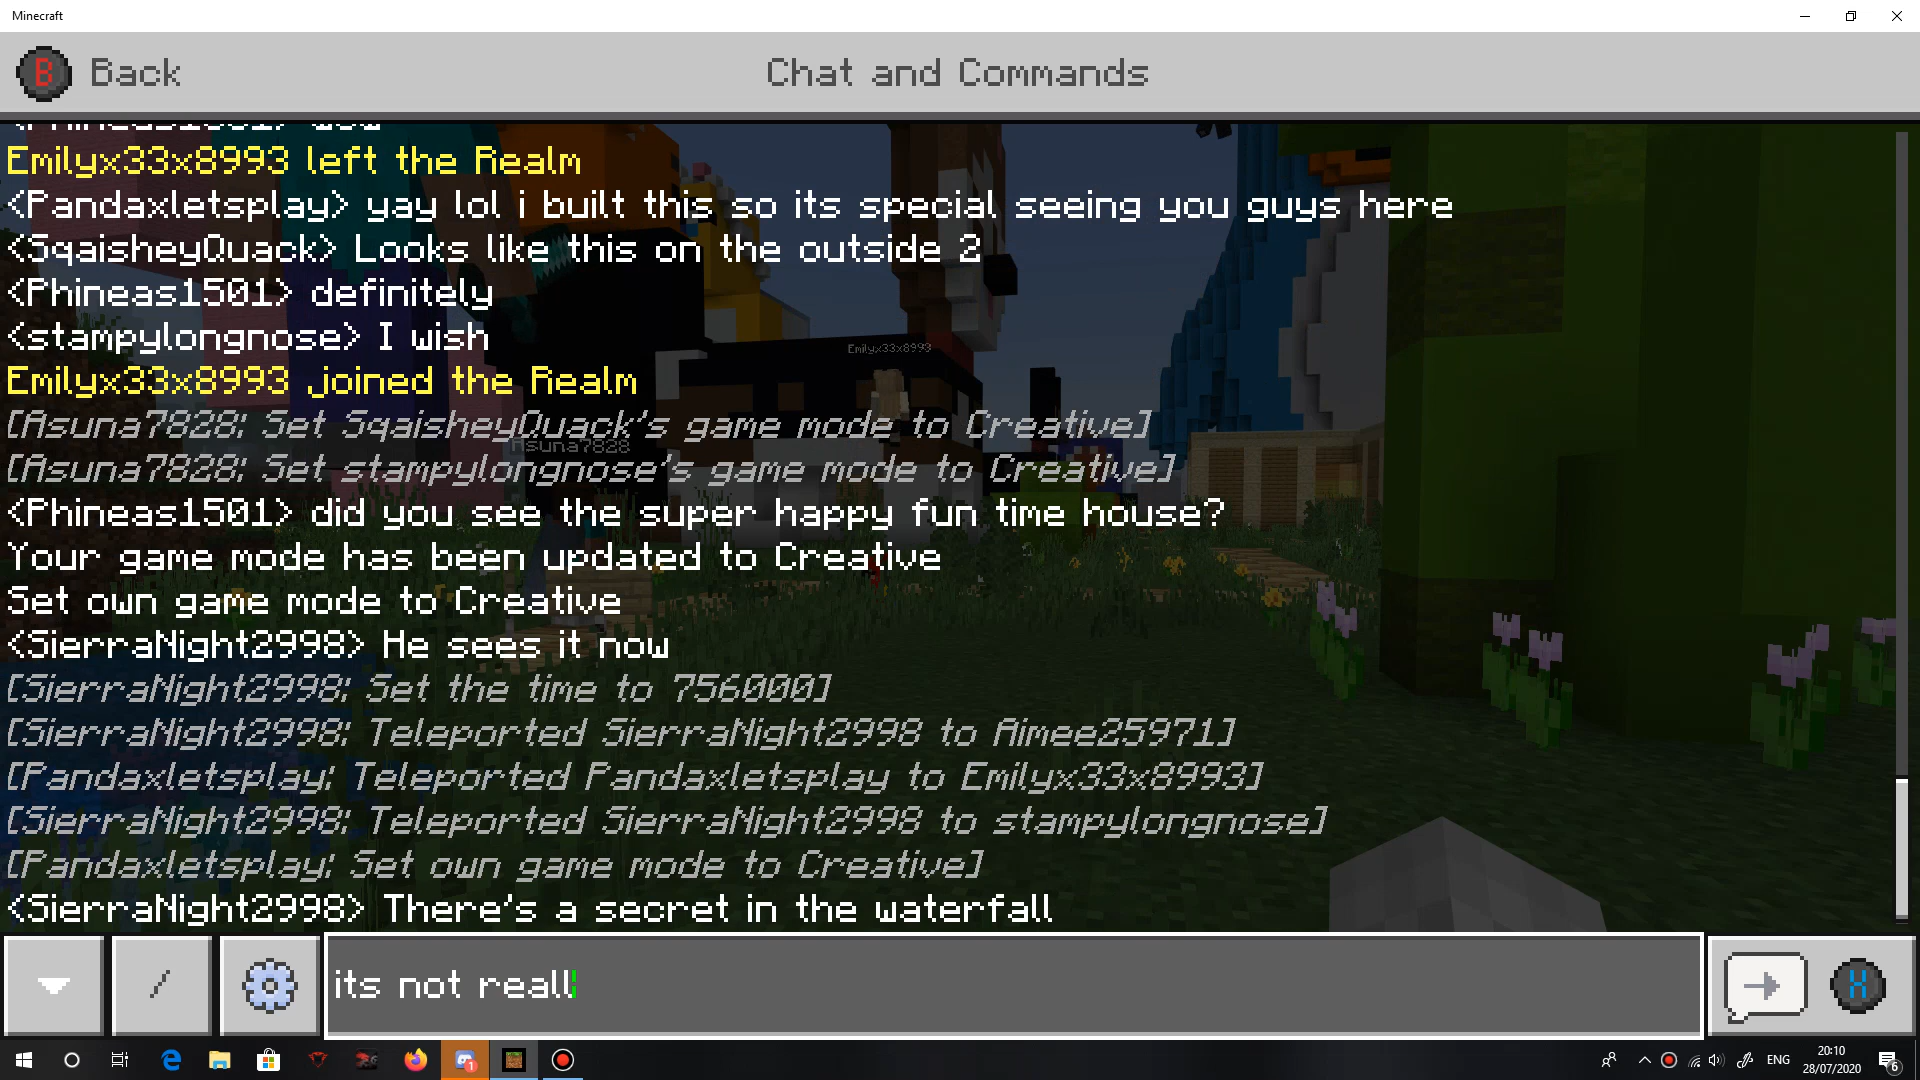 Minecraft
B Back
Chat and Commands
<Phineas1501> wow
Emilyx33x8993 left the Realm
<Pandaxletsplay> yay lol i built this so its special seeing you guys here
<SqaisheyQuack> Looks like this on the outside 2
<Phineas1501> definitely
<stampylongnose> I wish
Emilyx33x8993
Emilyx33x8993 joined the Realm
[Asuna7828: Set SqaisheyQuack's game mode to Creative]
Asuna7828
[Asuna7828: Set stampylongnose's game mode to Creative]
<Phineas1501> did you see the super happy fun time house?
Your game mode has been updated to Creative
Set own game mode to Creative
<SierraNight2998> He sees it now
[SierraNight2998: Set the time to 756000]
[SierraNight2998: Teleported SierraNight2998 to Aimee25971]
[Pandaxletsplay: Teleported Pandaxletsplay to Emilyx33x8993]
[SierraNight2998: Teleported SierraNight2998 to stampylongnose]
[Pandaxletsplay: Set own game mode to Creative]
<SierraNight2998> There's a secret in the waterfall
/
its not reall
X
1
ENG
20:10
28/07/2020
6